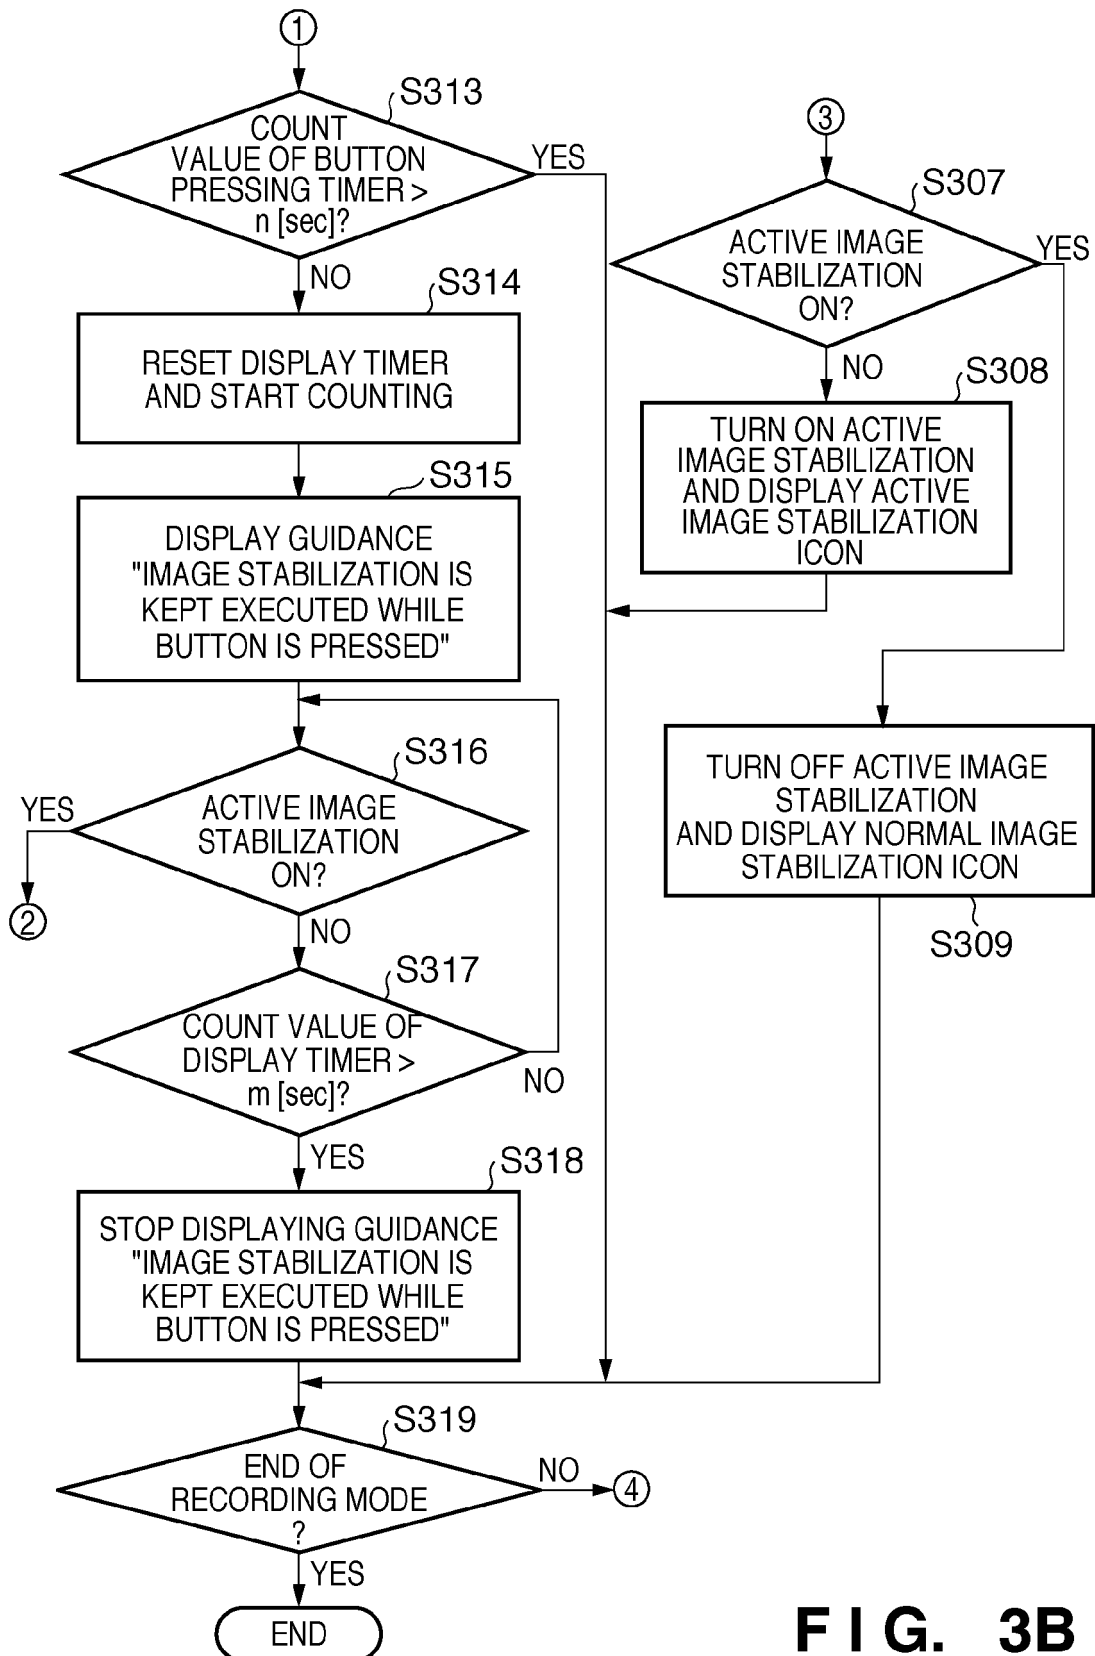 1
S313
COUNT
VALUE OF BUTTON
PRESSING TIMER >
n [sec]?
YES
NO
S314
RESET DISPLAY TIMER
AND START COUNTING
S315
DISPLAY GUIDANCE
"IMAGE STABILIZATION IS
KEPT EXECUTED WHILE
BUTTON IS PRESSED"
S316
ACTIVE IMAGE
STABILIZATION
ON?
YES
2
NO
S317
COUNT VALUE OF
DISPLAY TIMER >
m [sec]?
NO
YES
S318
STOP DISPLAYING GUIDANCE
"IMAGE STABILIZATION IS
KEPT EXECUTED WHILE
BUTTON IS PRESSED"
S319
END OF
RECORDING MODE
?
NO
4
YES
END
3
S307
ACTIVE IMAGE
STABILIZATION
ON?
YES
NO
S308
TURN ON ACTIVE
IMAGE STABILIZATION
AND DISPLAY ACTIVE
IMAGE STABILIZATION
ICON
TURN OFF ACTIVE IMAGE
STABILIZATION
AND DISPLAY NORMAL IMAGE
STABILIZATION ICON
S309
FIG. 3B